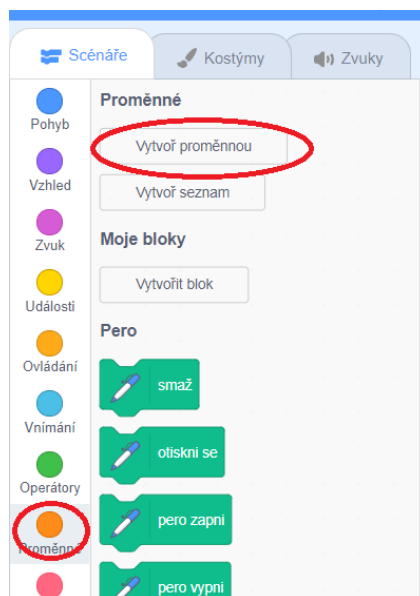 Scénáře Kostýmy Zvuky
Pohyb
Vzhled
Zvuk
Události
Ovládání
Vnímání
Operátory
Proměnné
Proměnné
Vytvoř proměnnou
Vytvoř seznam
Moje bloky
Vytvořit blok
Pero
smaž
otiskni se
pero zapni
pero vypni